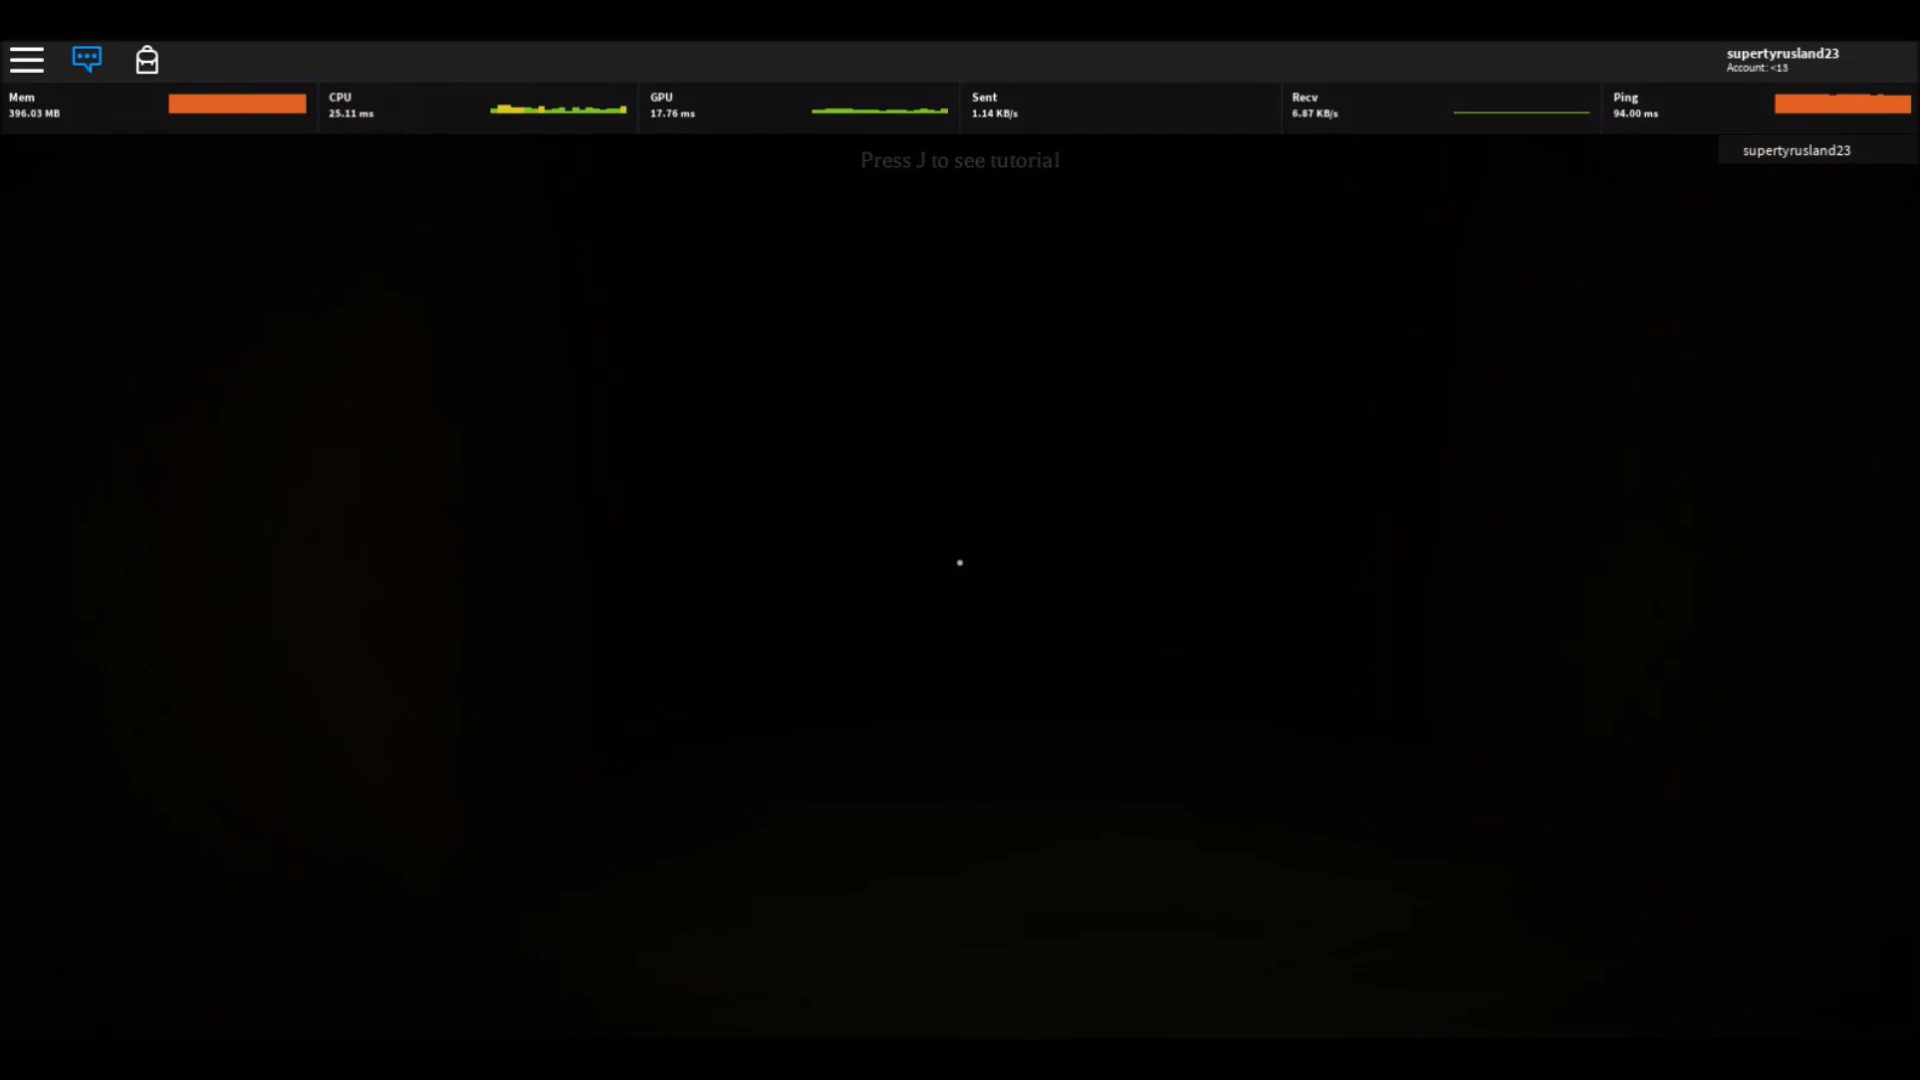 supertyrusland23
Account: <13
Mem
396.03 MB
CPU
25.11 ms
GPU
17.76 ms
Sent
1.14 KB/s
Recv
6.87 KB/s
Ping
94.00 ms
supertyrusland23
Press J to see tutorial